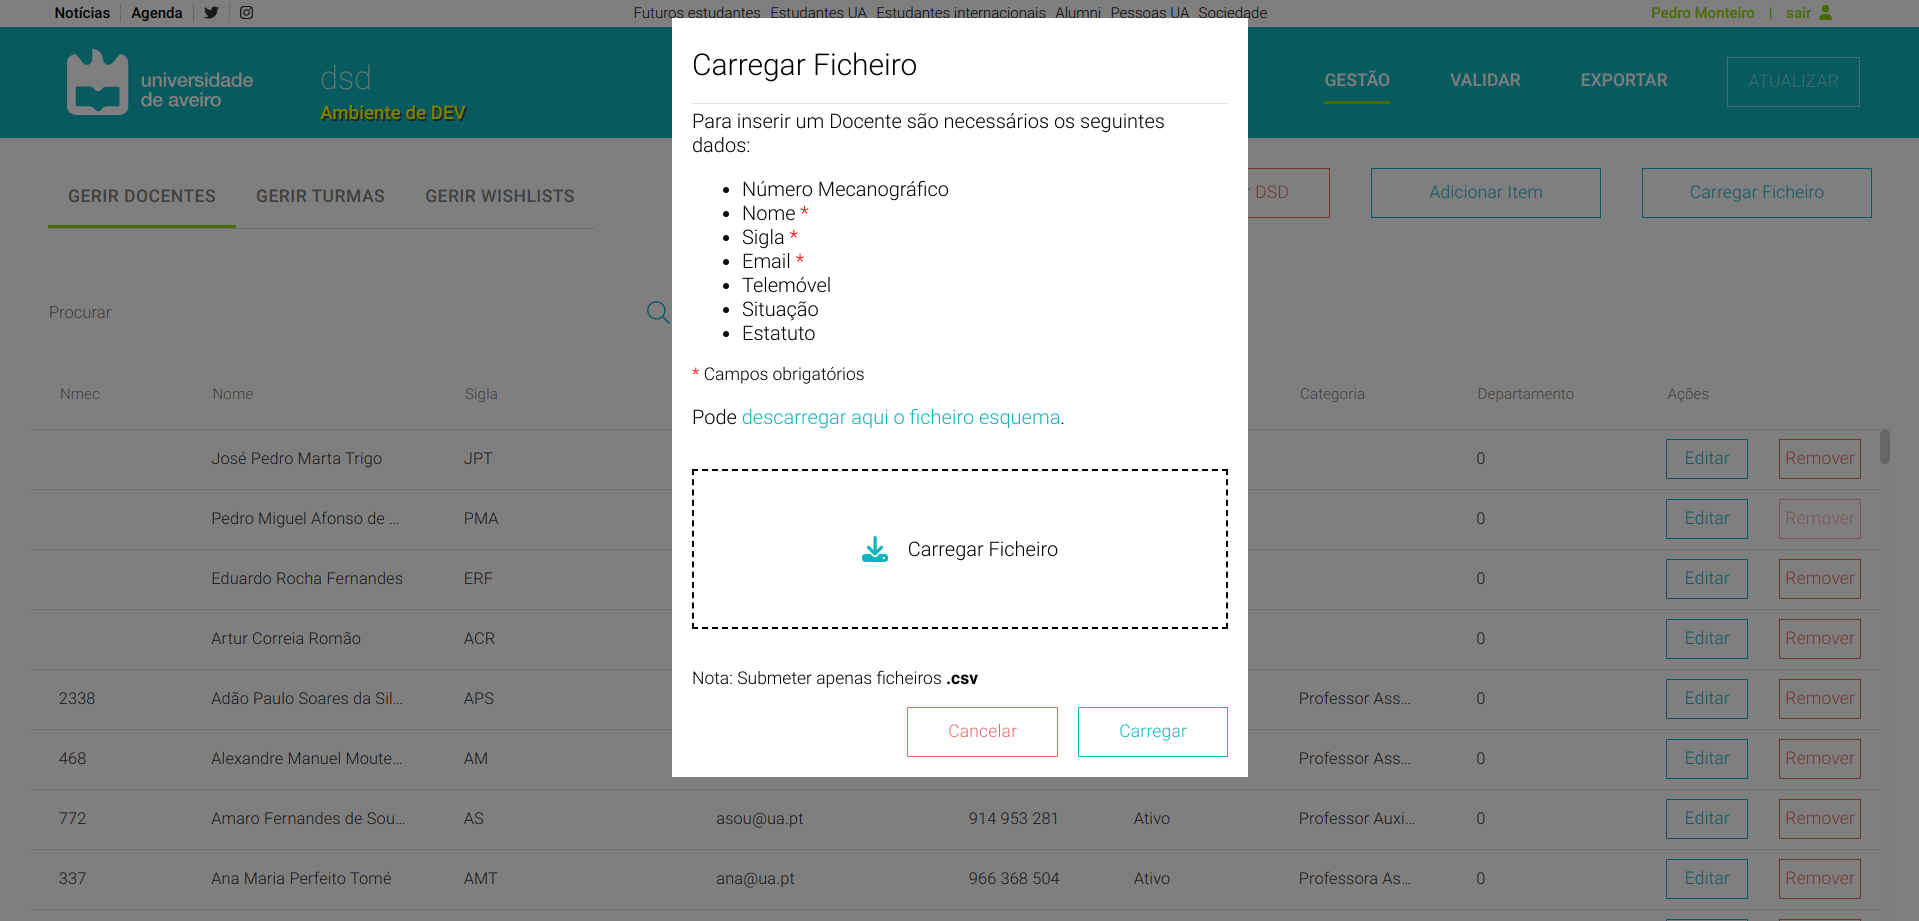 Notícias Agenda Futuros estudantes Estudantes UA Estudantes internacionais Alumni Pessoas UA Sociedade Pedro Monteiro | sair
universidade
de aveiro
dsd
Ambiente de DEV
GESTÃO VALIDAR EXPORTAR ATUALIZAR
GERIR DOCENTES GERIR TURMAS GERIR WISHLISTS
DSD Adicionar Item Carregar Ficheiro
Procurar
Carregar Ficheiro
Para inserir um Docente são necessários os seguintes
dados:
• Número Mecanográfico
• Nome *
• Sigla *
• Email *
• Telemóvel
• Situação
• Estatuto
* Campos obrigatórios
Pode descarregar aqui o ficheiro esquema.
Carregar Ficheiro
Nota: Submeter apenas ficheiros .csv
Cancelar Carregar
Nmec Nome Sigla Categoria Departamento Ações
José Pedro Marta Trigo JPT 0 Editar Remover
Pedro Miguel Afonso de ... PMA 0 Editar Remover
Eduardo Rocha Fernandes ERF 0 Editar Remover
Artur Correia Romão ACR 0 Editar Remover
2338 Adão Paulo Soares da Sil... APS Professor Ass... 0 Editar Remover
468 Alexandre Manuel Moute... AM Professor Ass... 0 Editar Remover
772 Amaro Fernandes de Sou... AS asou@ua.pt 914 953 281 Ativo Professor Auxi... 0 Editar Remover
337 Ana Maria Perfeito Tomé AMT ana@ua.pt 966 368 504 Ativo Professora As... 0 Editar Remover